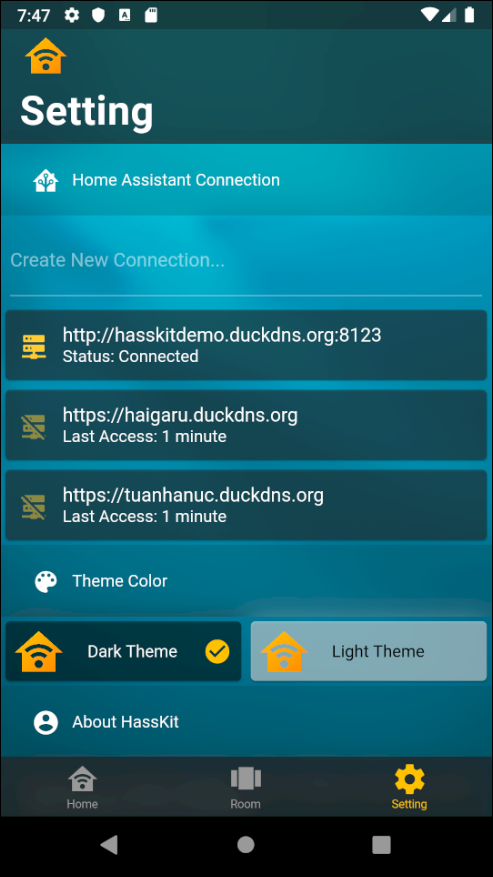 7:47
Setting
Home Assistant Connection
Create New Connection...
http://hasskitdemo.duckdns.org:8123
Status: Connected
https://haigaru.duckdns.org
Last Access: 1 minute
https://tuanhanuc.duckdns.org
Last Access: 1 minute
Theme Color
Dark Theme
Light Theme
About HassKit
Home
Room
Setting